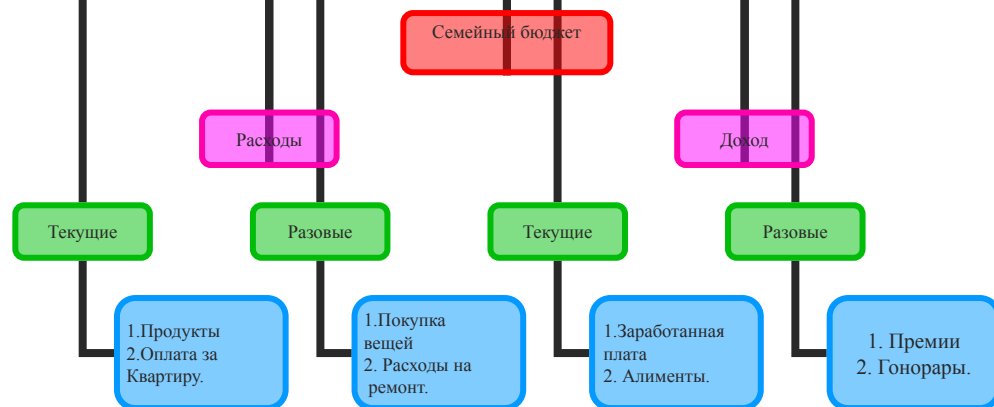 Семейный бюджет
Расходы
Доход
Текущие
Разовые
Текущие
Разовые
1.Продукты
2.Оплата за
Квартиру.
1.Покупка
вещей
2. Расходы на
ремонт.
1.Заработанная
плата
2. Алименты.
1. Премии
2. Гонорары.